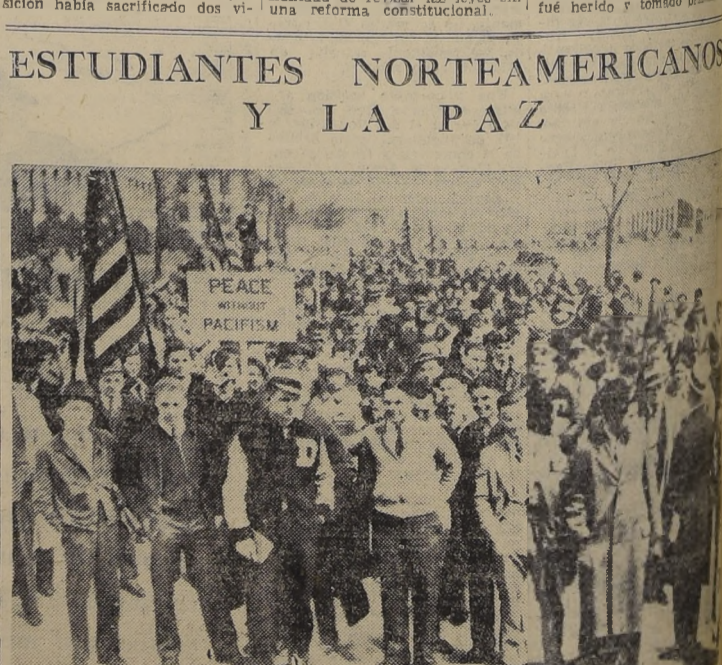 sición había sacrificado dos vi-
una reforma constitucional.
fué herido y tomado
ESTUDIANTES NORTEAMERICANOS
Y LA PAZ
PEACE
WITHOUT
PACIFISM
D